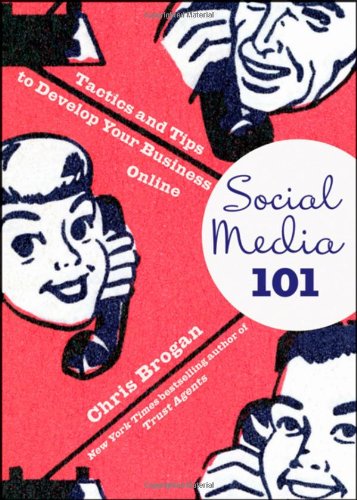 Tactics and Tips
to Develop Your Business
Online
Social
Media
101
Chris Brogan
New York Times bestselling author of
Trust Agents